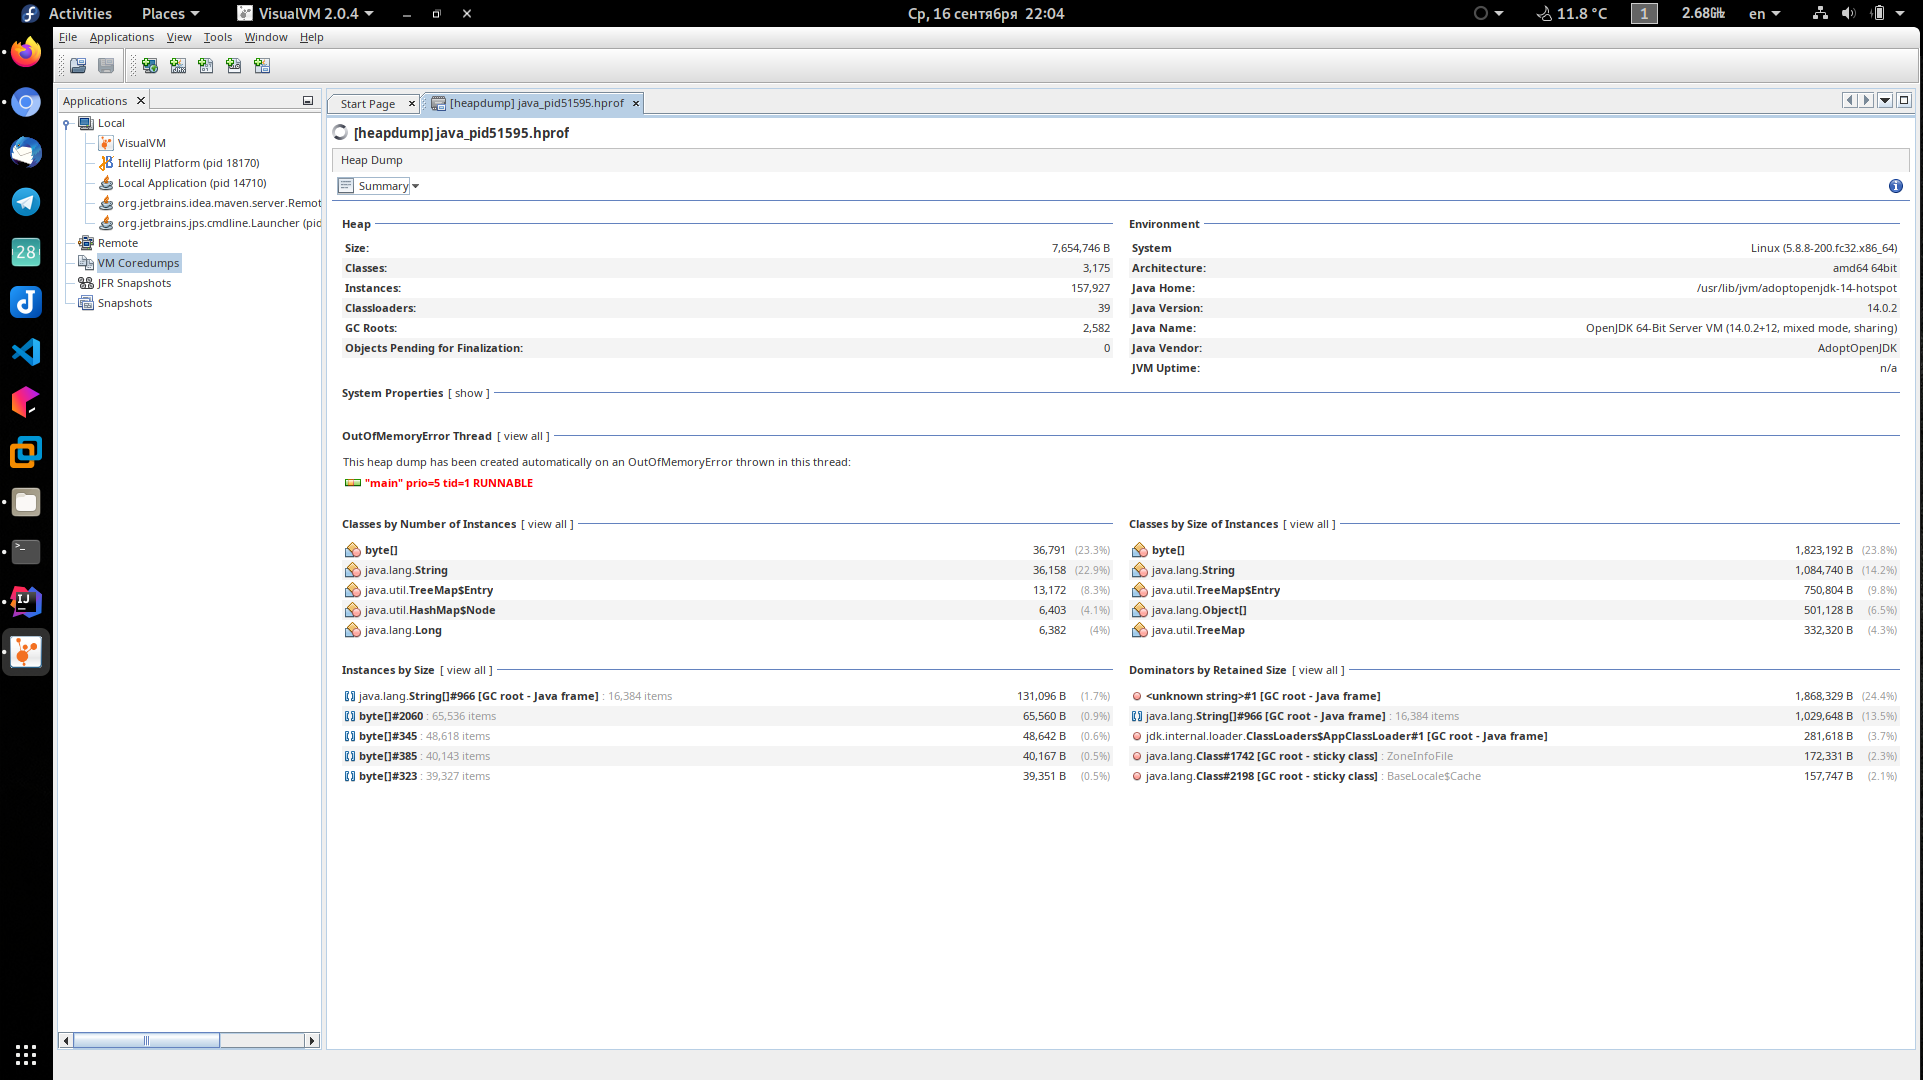 Activities Places VisualVM 2.0.4 Ср, 16 сентября 22:04 11.8 °C 1 2.68GHz en
File Applications View Tools Window Help
Applications
Local
VisualVM
IntelliJ Platform (pid 18170)
Local Application (pid 14710)
org.jetbrains.idea.maven.server.Remot
org.jetbrains.jps.cmdline.Launcher (pid
Remote
VM Coredumps
JFR Snapshots
Snapshots
28
Start Page [heapdump] java_pid51595.hprof
[heapdump] java_pid51595.hprof
Heap Dump
Summary
Heap
Size: 7,654,746 B
Classes: 3,175
Instances: 157,927
Classloaders: 39
GC Roots: 2,582
Objects Pending for Finalization: 0
Environment
System Linux (5.8.8-200.fc32.x86_64)
Architecture: amd64 64bit
Java Home: /usr/lib/jvm/adoptopenjdk-14-hotspot
Java Version: 14.0.2
Java Name: OpenJDK 64-Bit Server VM (14.0.2+12, mixed mode, sharing)
Java Vendor: AdoptOpenJDK
JVM Uptime: n/a
System Properties [ show ]
OutOfMemoryError Thread [ view all ]
This heap dump has been created automatically on an OutOfMemoryError thrown in this thread:
"main" prio=5 tid=1 RUNNABLE
Classes by Number of Instances [ view all ]
byte[] 36,791 (23.3%)
java.lang.String 36,158 (22.9%)
java.util.TreeMap$Entry 13,172 (8.3%)
java.util.HashMap$Node 6,403 (4.1%)
java.lang.Long 6,382 (4%)
Classes by Size of Instances [ view all ]
byte[] 1,823,192 B (23.8%)
java.lang.String 1,084,740 B (14.2%)
java.util.TreeMap$Entry 750,804 B (9.8%)
java.lang.Object[] 501,128 B (6.5%)
java.util.TreeMap 332,320 B (4.3%)
Instances by Size [ view all ]
java.lang.String[]#966 [GC root - Java frame] : 16,384 items 131,096 B (1.7%)
byte[]#2060 : 65,536 items 65,560 B (0.9%)
byte[]#345 : 48,618 items 48,642 B (0.6%)
byte[]#385 : 40,143 items 40,167 B (0.5%)
byte[]#323 : 39,327 items 39,351 B (0.5%)
Dominators by Retained Size [ view all ]
<unknown string>#1 [GC root - Java frame] 1,868,329 B (24.4%)
java.lang.String[]#966 [GC root - Java frame] : 16,384 items 1,029,648 B (13.5%)
jdk.internal.loader.ClassLoaders$AppClassLoader#1 [GC root - Java frame] 281,618 B (3.7%)
java.lang.Class#1742 [GC root - sticky class] : ZoneInfoFile 172,331 B (2.3%)
java.lang.Class#2198 [GC root - sticky class] : BaseLocale$Cache 157,747 B (2.1%)